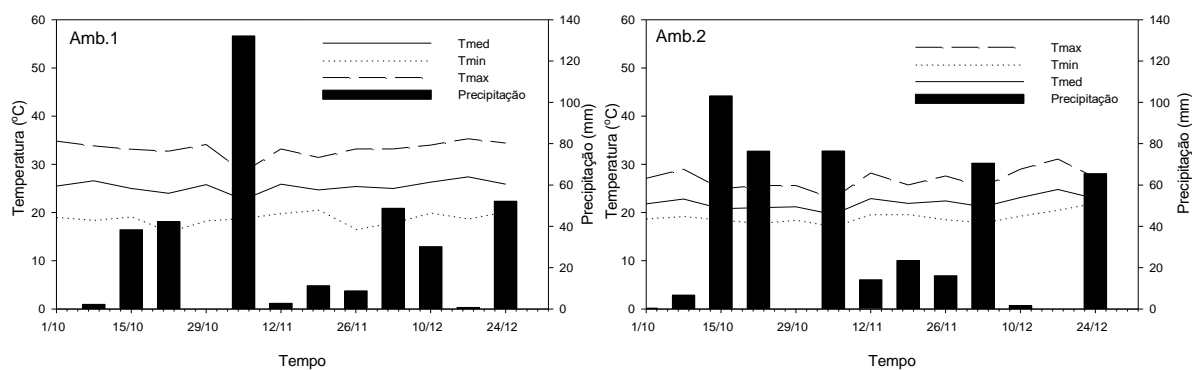 Amb.1
Tmed
Tmin
Tmax
Precipitação
Temperatura (°C)
60
50
40
30
20
10
0
Precipitação (mm)
140
120
100
80
60
40
20
0
1/10 15/10 29/10 12/11 26/11 10/12 24/12
Tempo
Amb.2
Tmax
Tmin
Tmed
Precipitação
Temperatura (°C)
60
50
40
30
20
10
0
Precipitação (mm)
140
120
100
80
60
40
20
0
1/10 15/10 29/10 12/11 26/11 10/12 24/12
Tempo